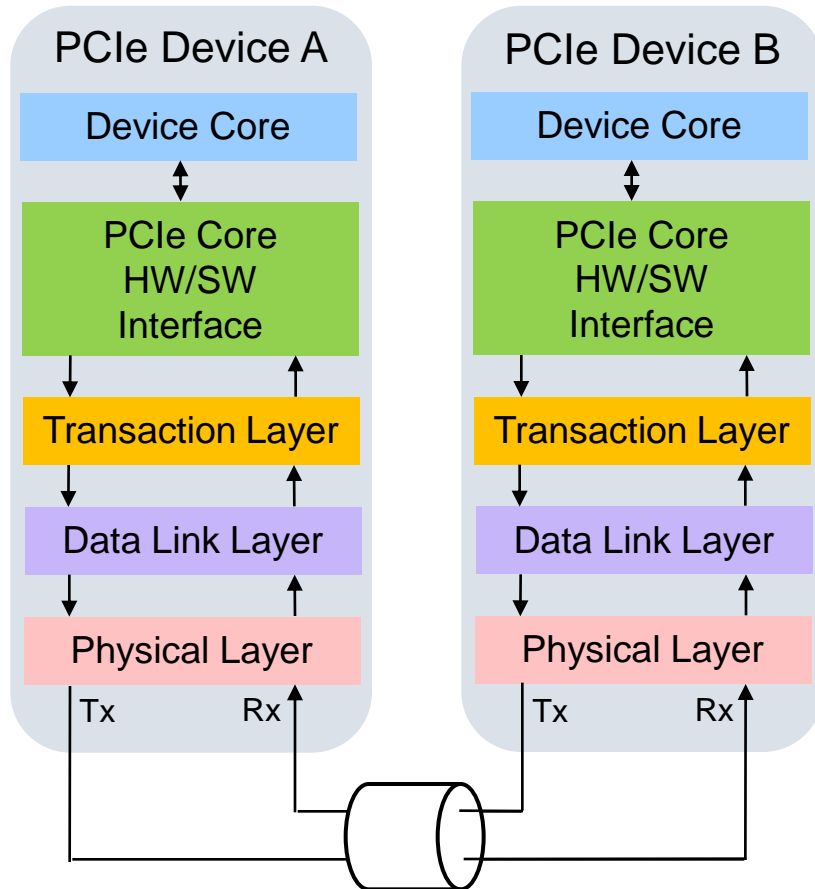 PCIe Device A
Device Core
PCIe Core
HW/SW
Interface
Transaction Layer
Data Link Layer
Physical Layer
Tx
Rx
PCIe Device B
Device Core
PCIe Core
HW/SW
Interface
Transaction Layer
Data Link Layer
Physical Layer
Tx
Rx